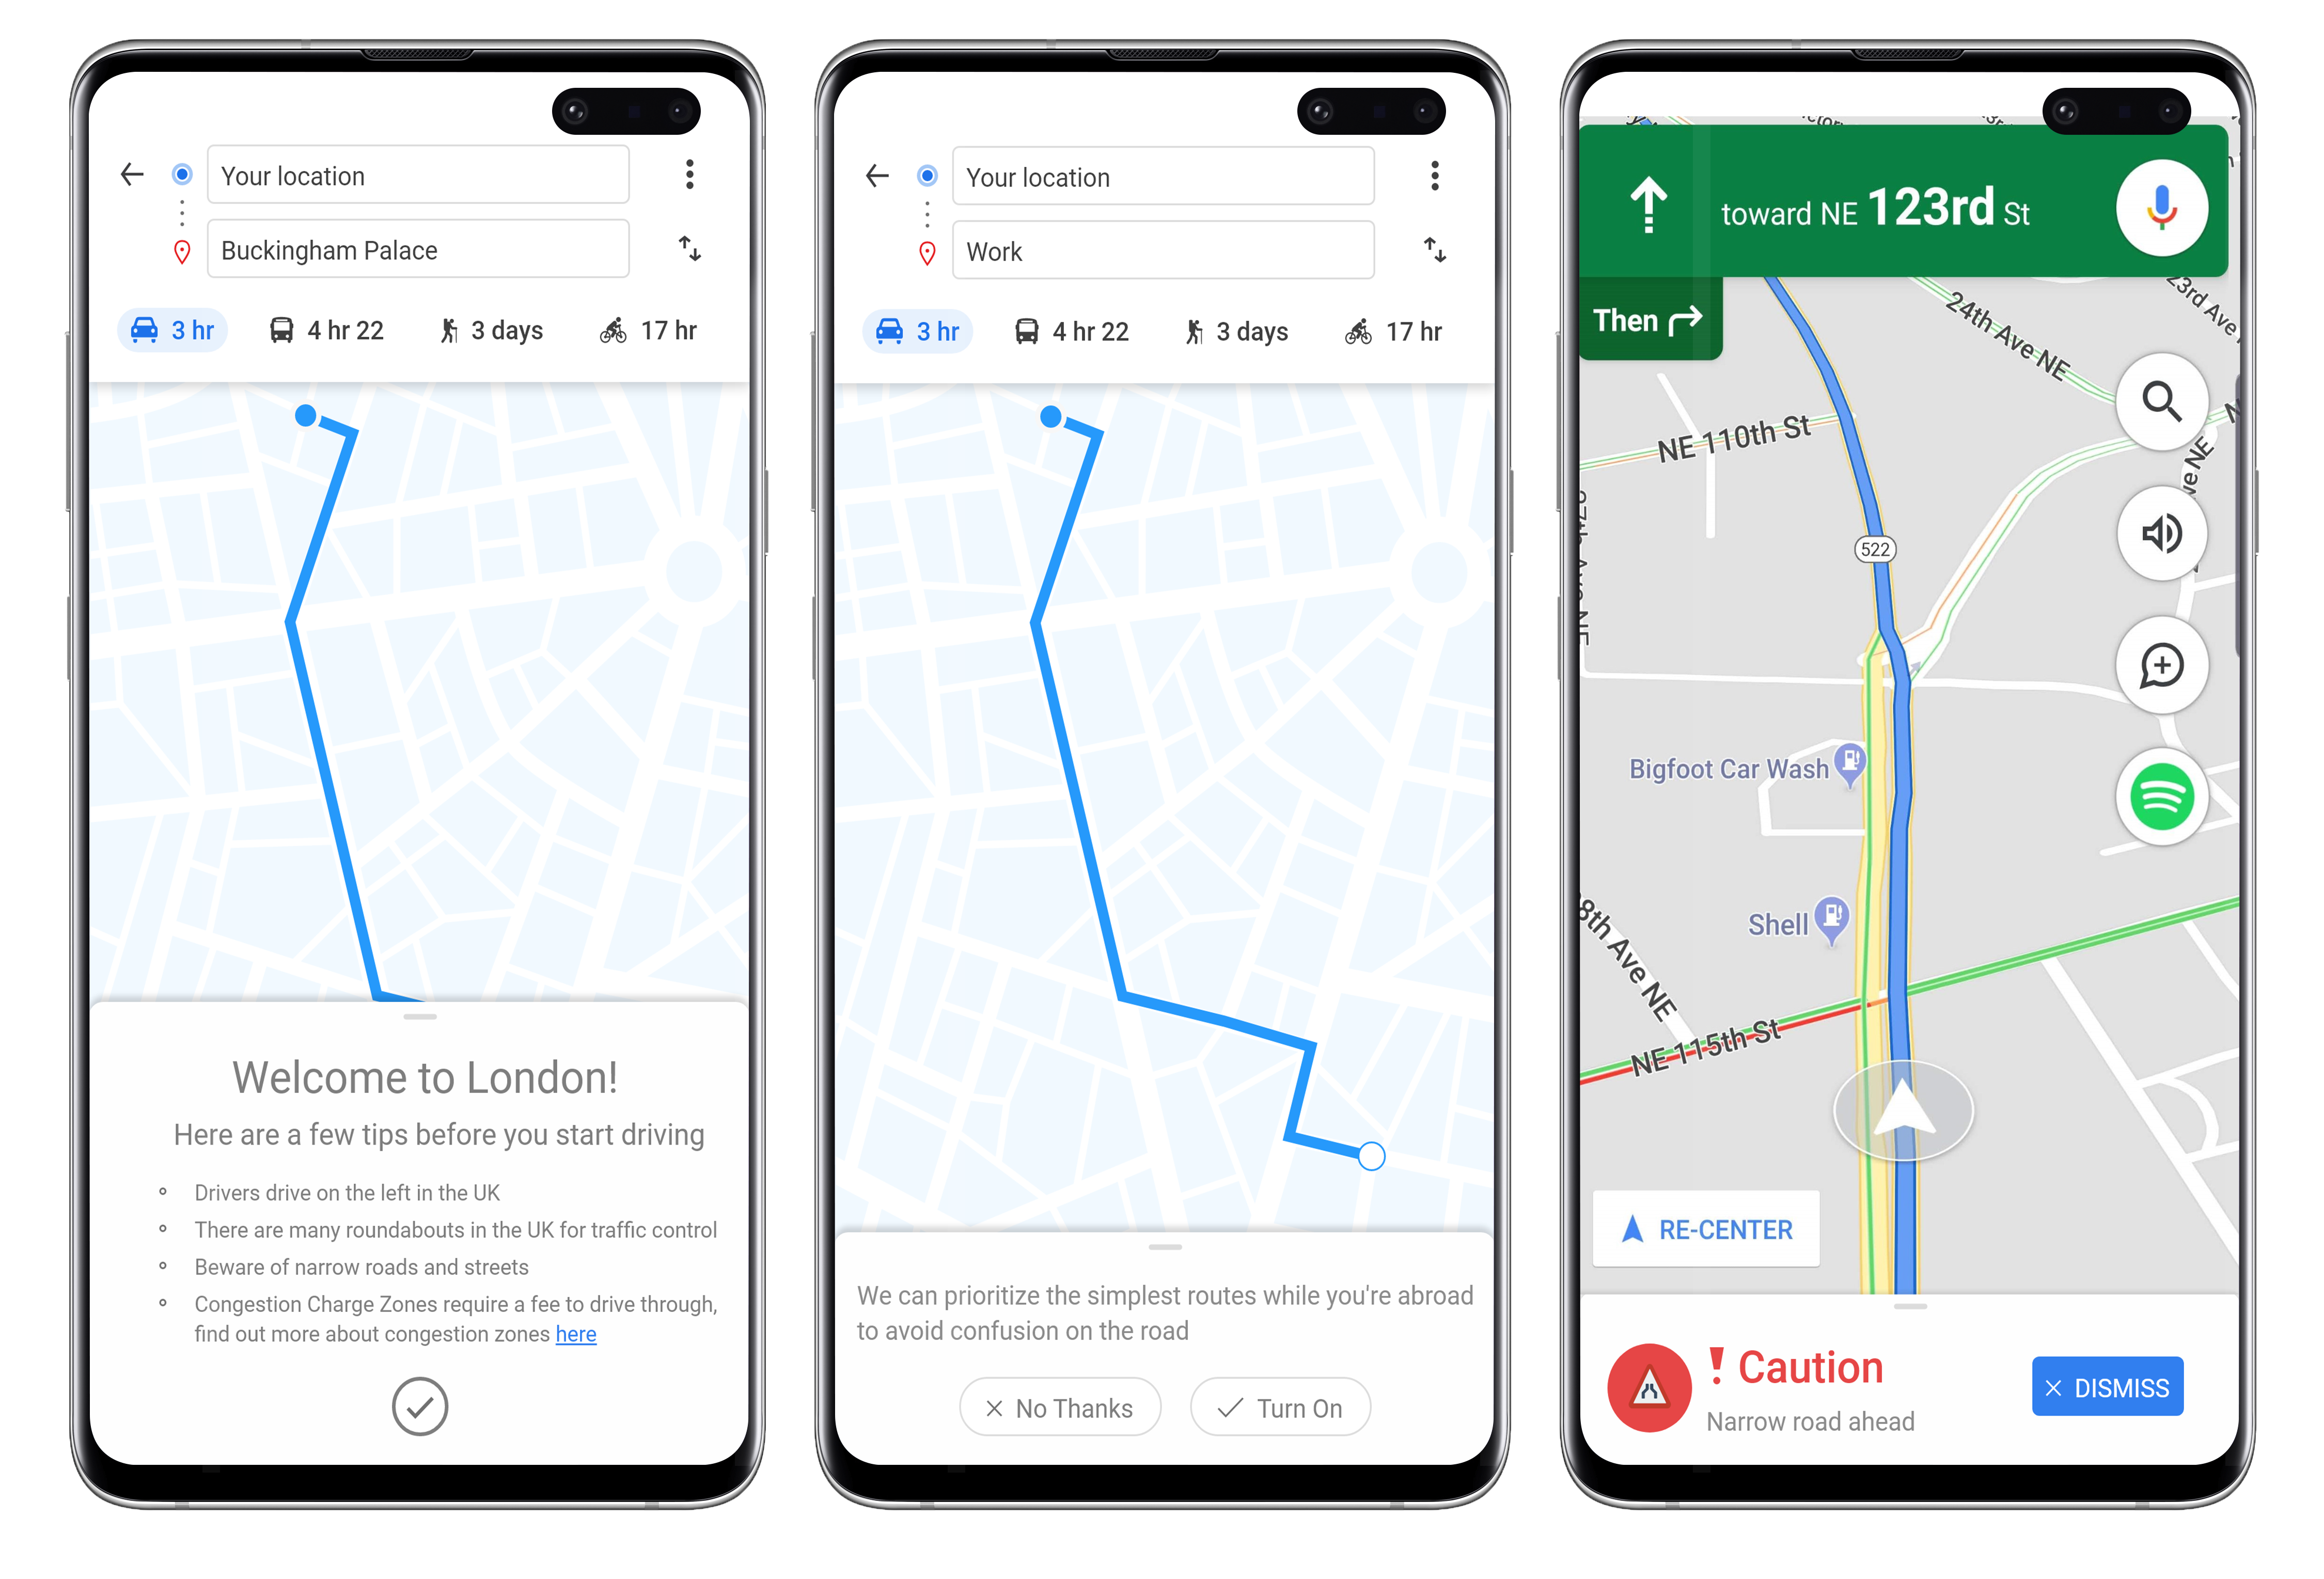 Your location
Buckingham Palace
3 hr
4 hr 22
3 days
17 hr
Welcome to London!
Here are a few tips before you start driving
Drivers drive on the left in the UK
There are many roundabouts in the UK for traffic control
Beware of narrow roads and streets
Congestion Charge Zones require a fee to drive through,
find out more about congestion zones here
Your location
Work
3 hr
4 hr 22
3 days
17 hr
We can prioritize the simplest routes while you're abroad
to avoid confusion on the road
No Thanks
Turn On
toward NE 123rd St
Then
23rd Ave
24th Ave NE
NE 110th St
522
Bigfoot Car Wash
Shell
8th Ave NE
NE 115th St
RE-CENTER
! Caution
Narrow road ahead
DISMISS